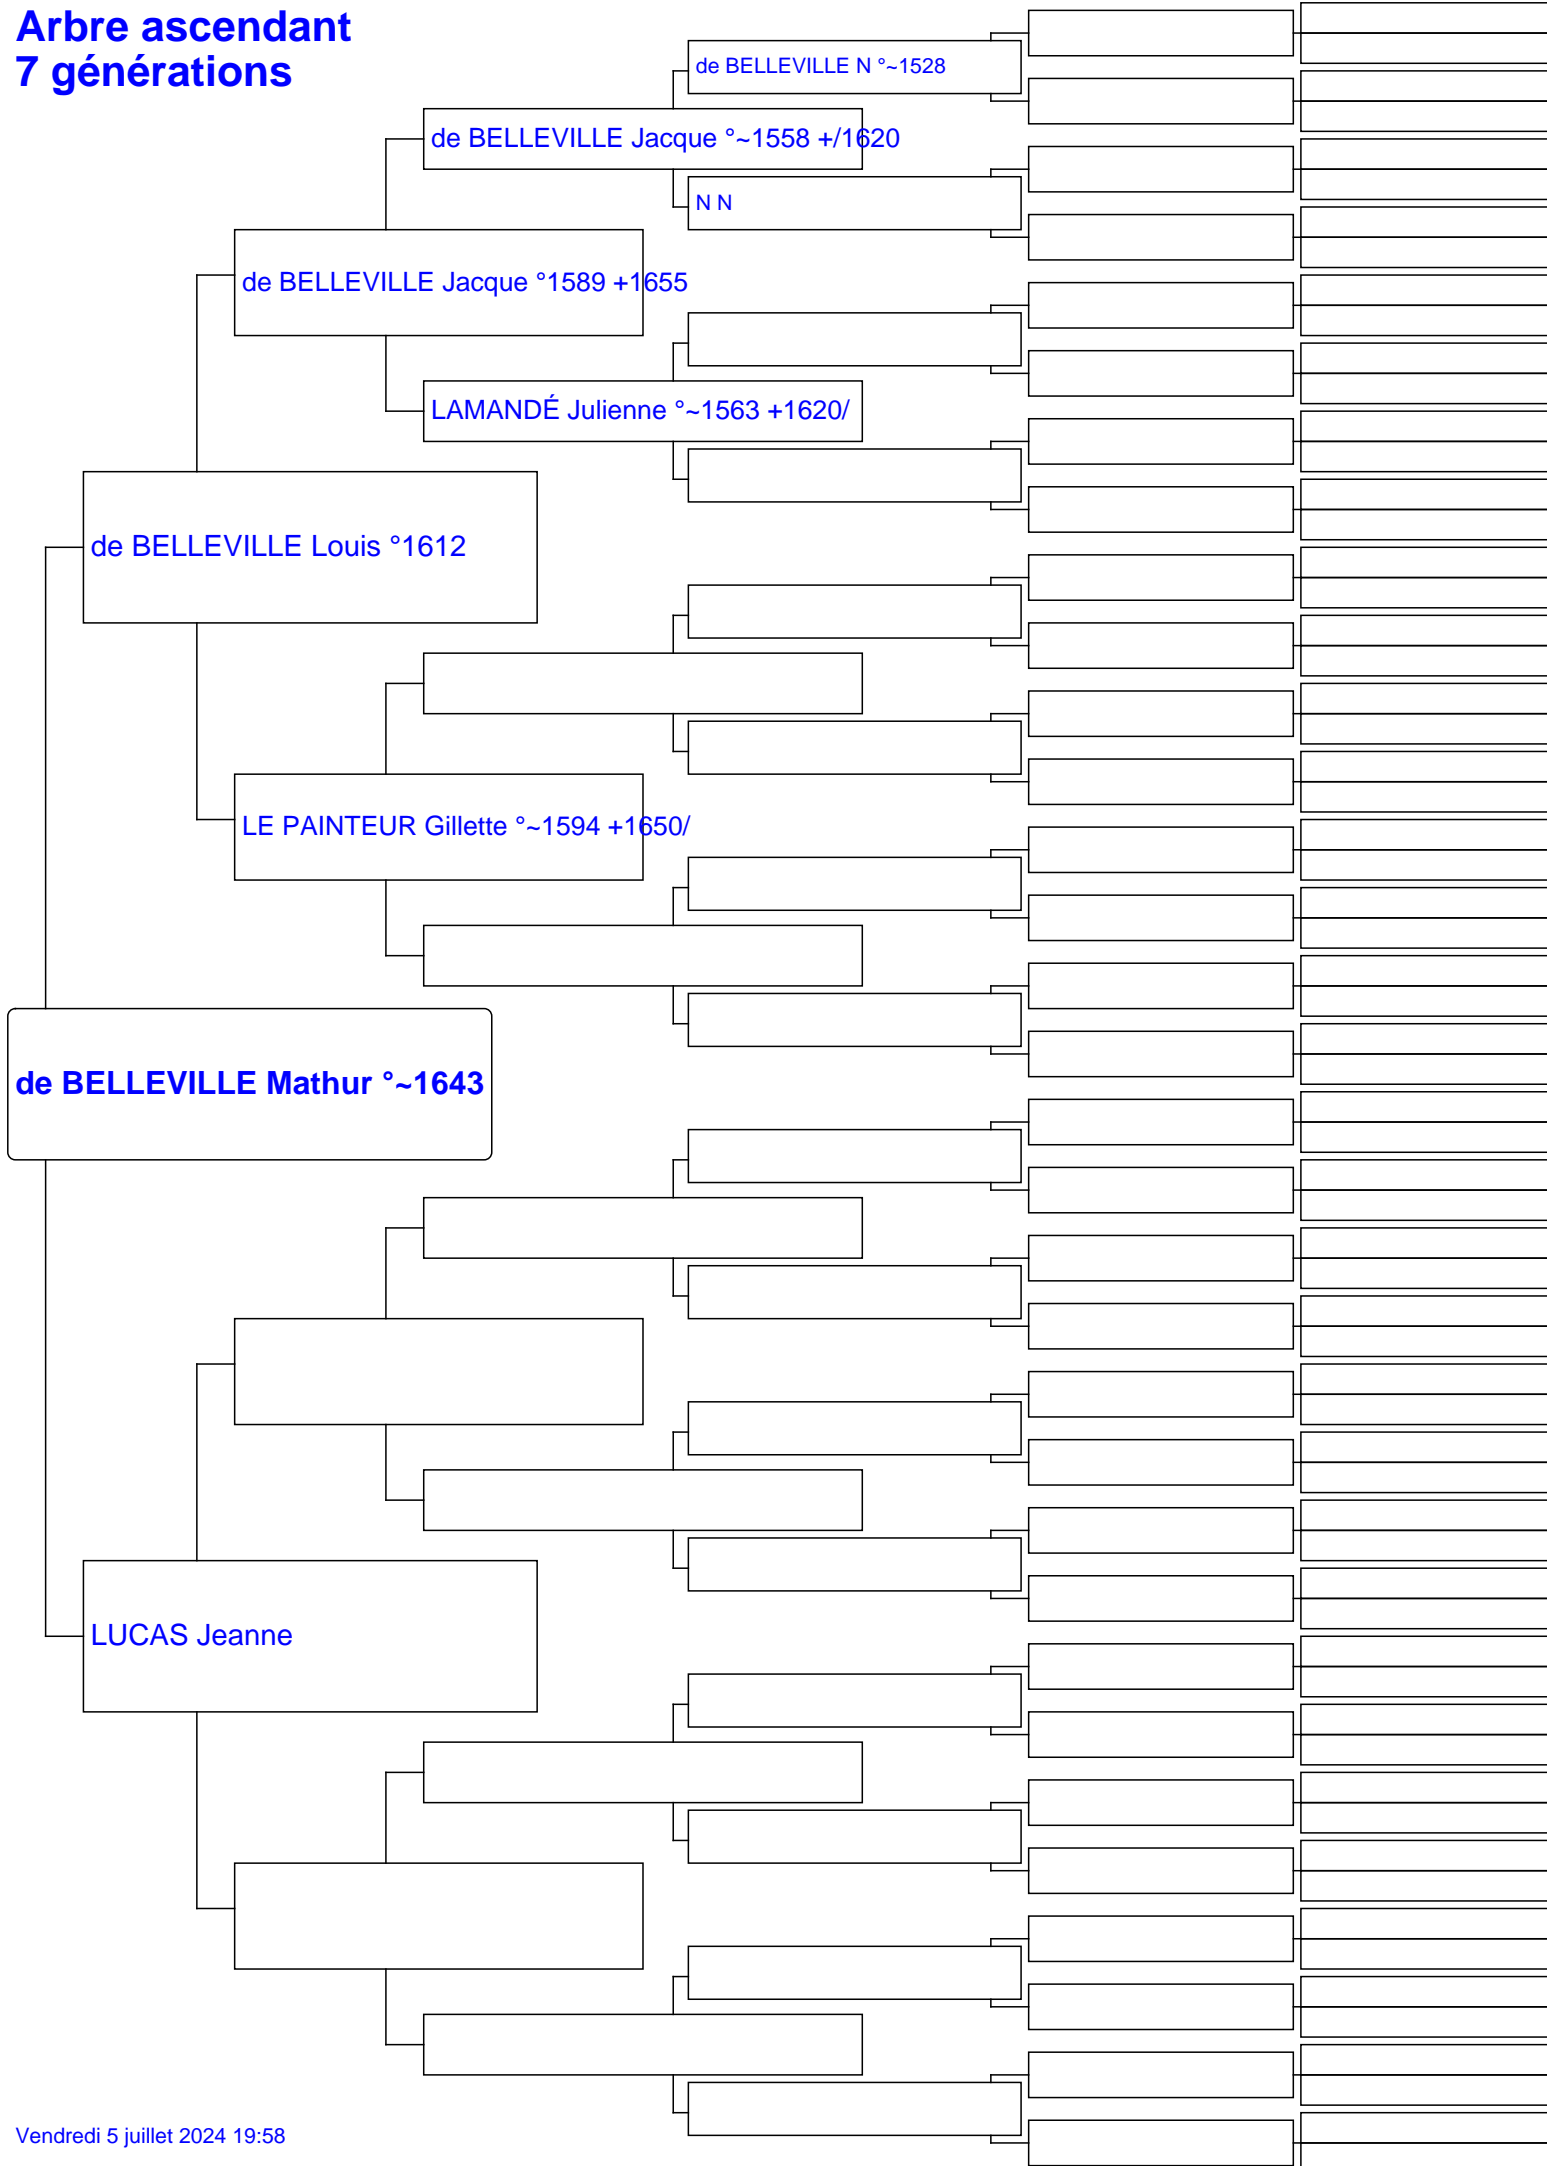 Arbre ascendant
7 générations
de BELLEVILLE N °~1528
de BELLEVILLE Jacque °~1558 +/1620
N N
de BELLEVILLE Jacque °1589 +1655
LAMANDÉ Julienne °~1563 +1620/
de BELLEVILLE Louis °1612
LE PAINTEUR Gillette °~1594 +1650/
de BELLEVILLE Mathur °~1643
LUCAS Jeanne
Vendredi 5 juillet 2024 19:58